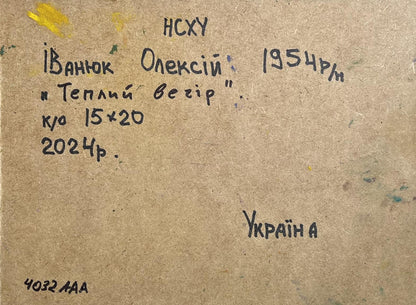 НСХУ
ІВанюк Олексій 1954р/н
"Теплий вечір".
к/о 15×20
2024р.
Україна
4032 ААА